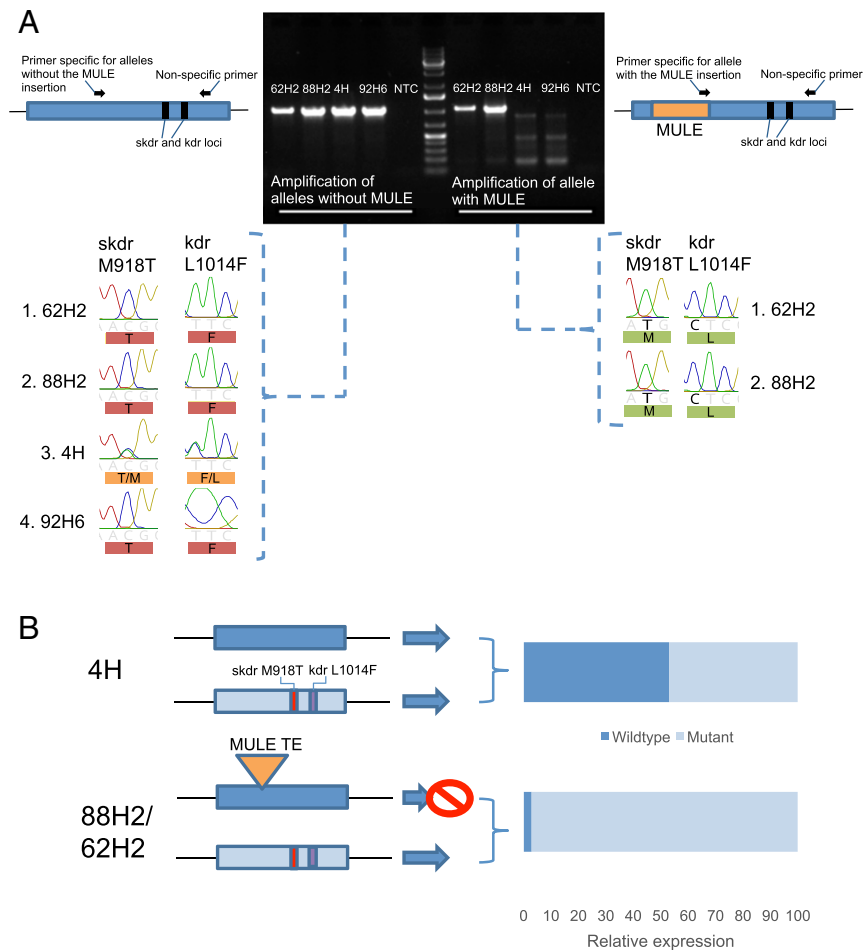 A
Primer specific for alleles
without the MULE
insertion
Non-specific primer
skdr and kdr loci
62H2 88H2 4H 92H6 NTC
62H2 88H2 4H 92H6 NTC
Amplification of
alleles without MULE
Amplification of allele
with MULE
Primer specific for allele
with the MULE insertion
Non-specific primer
MULE
skdr and kdr loci
skdr
M918T
kdr
L1014F
1. 62H2
A C G
T T C
T
F
2. 88H2
A C G
T T C
T
F
3. 4H
A C G
T T C
T/M
F/L
4. 92H6
A C G
T T C
T
F
skdr
M918T
kdr
L1014F
A T G
C T C
M
L
1. 62H2
A T G
C T C
M
L
2. 88H2
B
4H
skdr M918T kdr L1014F
Wildtype Mutant
MULE TE
88H2/
62H2
0 10 20 30 40 50 60 70 80 90 100
Relative expression